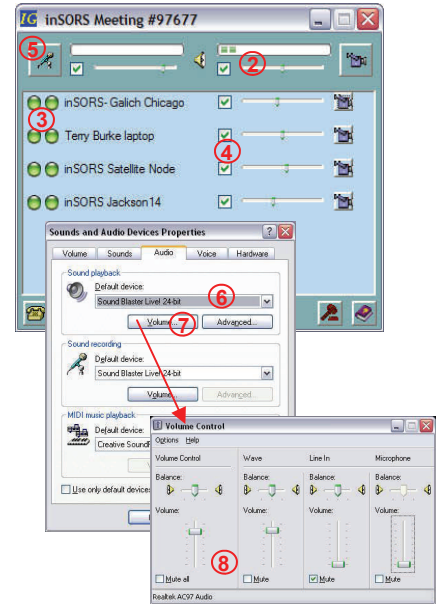 IG inSORS Meeting #97677
5
2
inSORS- Galich Chicago
3
Terry Burke laptop
4
inSORS Satellite Node
inSORS Jackson14
Sounds and Audio Devices Properties
Volume Sounds Audio Voice Hardware
Sound playback
Default device:
Sound Blaster Live! 24-bit 6
Volume... 7 Advanced...
Sound recording
Default device:
Sound Blaster Live! 24-bit
Volume... Advanced...
MIDI music playback
Default device:
Creative Sound
Use only default devices
Volume Control
Options Help
Volume Control Wave Line In Microphone
Balance: Balance: Balance: Balance:
Volume: Volume: Volume: Volume:
8
Mute all Mute Mute Mute
Realtek AC97 Audio